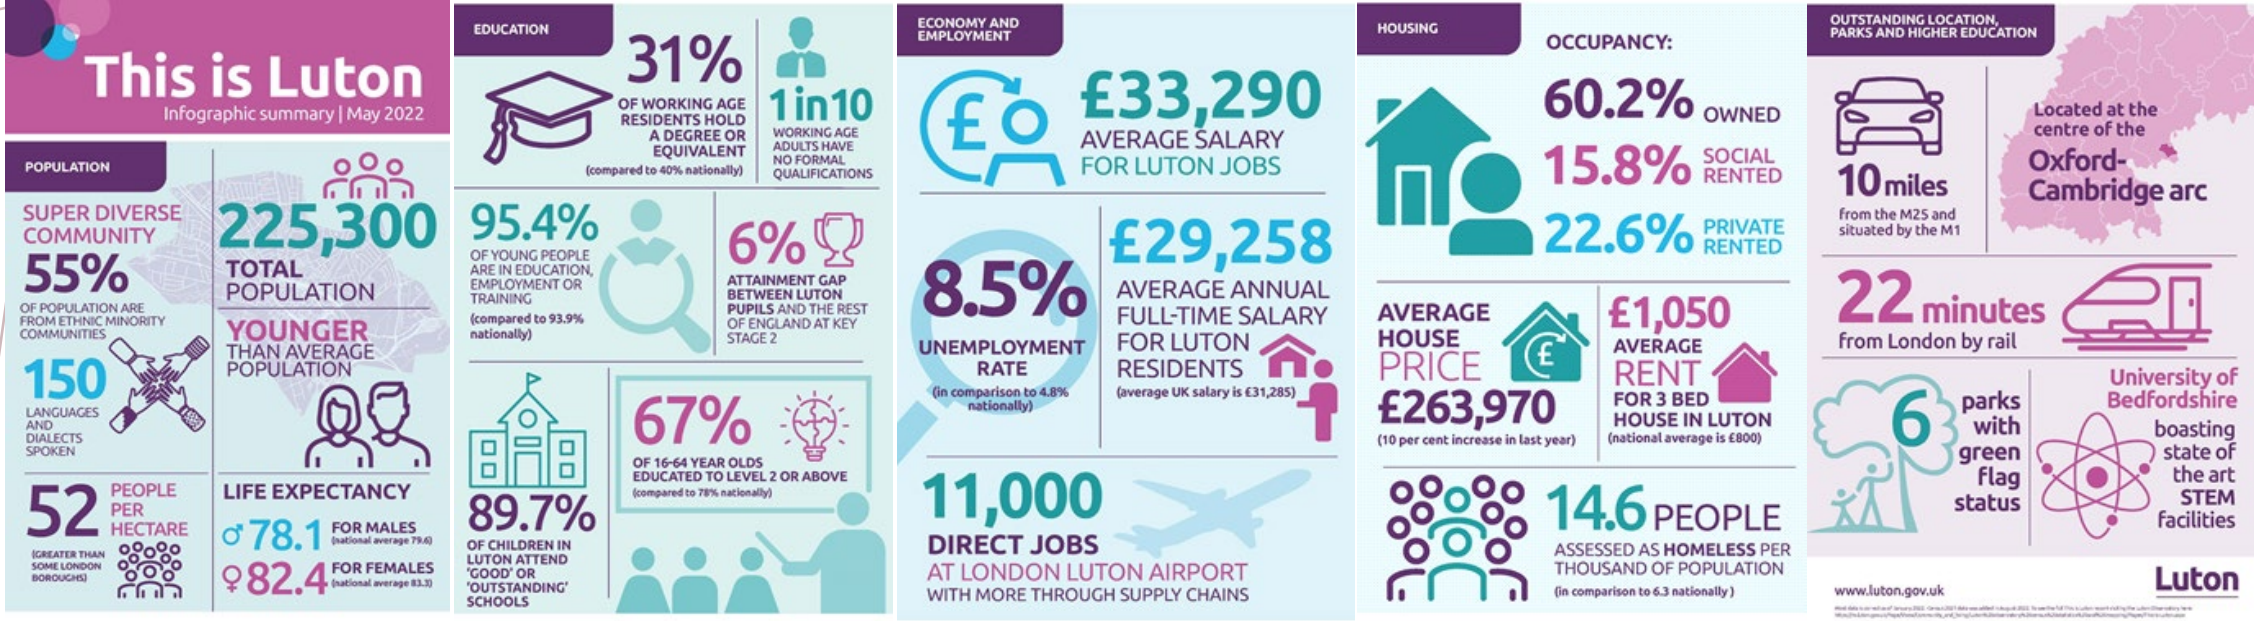 This is Luton
Infographic summary | May 2022
POPULATION
SUPER DIVERSE
COMMUNITY
55%
OF POPULATION ARE
FROM ETHNIC MINORITY
COMMUNITIES
150
LANGUAGES
AND
DIALECTS
SPOKEN
52
PEOPLE
PER
HECTARE
(GREATER THAN
SOME LONDON
BOROUGHS)
225,300
TOTAL
POPULATION
YOUNGER
THAN AVERAGE
POPULATION
LIFE EXPECTANCY
♂78.1 FOR MALES
(national average 79.6)
♀82.4 FOR FEMALES
(national average 83.3)
EDUCATION
31%
OF WORKING AGE
RESIDENTS HOLD
A DEGREE OR
EQUIVALENT
(compared to 40% nationally)
1 in 10
WORKING AGE
ADULTS HAVE
NO FORMAL
QUALIFICATIONS
95.4%
OF YOUNG PEOPLE
ARE IN EDUCATION,
EMPLOYMENT OR
TRAINING
(compared to 93.9%
nationally)
6%
ATTAINMENT GAP
BETWEEN LUTON
PUPILS AND THE REST
OF ENGLAND AT KEY
STAGE 2
89.7%
OF CHILDREN IN
LUTON ATTEND
'GOOD' OR
'OUTSTANDING'
SCHOOLS
67%
OF 16-64 YEAR OLDS
EDUCATED TO LEVEL 2 OR ABOVE
(compared to 78% nationally)
ECONOMY AND
EMPLOYMENT
£
£33,290
AVERAGE SALARY
FOR LUTON JOBS
8.5%
UNEMPLOYMENT
RATE
(in comparison to 4.8%
nationally)
£29,258
AVERAGE ANNUAL
FULL-TIME SALARY
FOR LUTON
RESIDENTS
(average UK salary is £31,285)
11,000
DIRECT JOBS
AT LONDON LUTON AIRPORT
WITH MORE THROUGH SUPPLY CHAINS
HOUSING
OCCUPANCY:
60.2% OWNED
15.8% SOCIAL
RENTED
22.6% PRIVATE
RENTED
AVERAGE
HOUSE
PRICE
£
£263,970
(10 per cent increase in last year)
£1,050
AVERAGE
RENT
FOR 3 BED
HOUSE IN LUTON
(national average is £800)
14.6 PEOPLE
ASSESSED AS HOMELESS PER
THOUSAND OF POPULATION
(in comparison to 6.3 nationally )
OUTSTANDING LOCATION,
PARKS AND HIGHER EDUCATION
10 miles
from the M25 and
situated by the M1
Located at the
centre of the
Oxford-
Cambridge arc
22 minutes
from London by rail
6
parks
with
green
flag
status
University of
Bedfordshire
boasting
state of
the art
STEM
facilities
www.luton.gov.uk
Luton